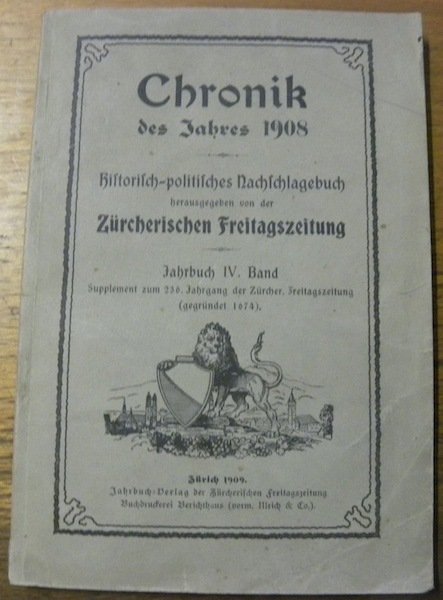 Chronik
des Jahres 1908
Historisch-politisches Nachschlagebuch
herausgegeben von der
Zürcherischen Freitagszeitung
Jahrbuch IV. Band
Supplement zum 236. Jahrgang der Zürcher. Freitagszeitung
(gegründet 1674).
Zürich 1909.
Jahrbuch-Verlag der Zürcherischen Freitagszeitung
Buchdruckerei Berichthaus (vorm. Ulrich & Co.).